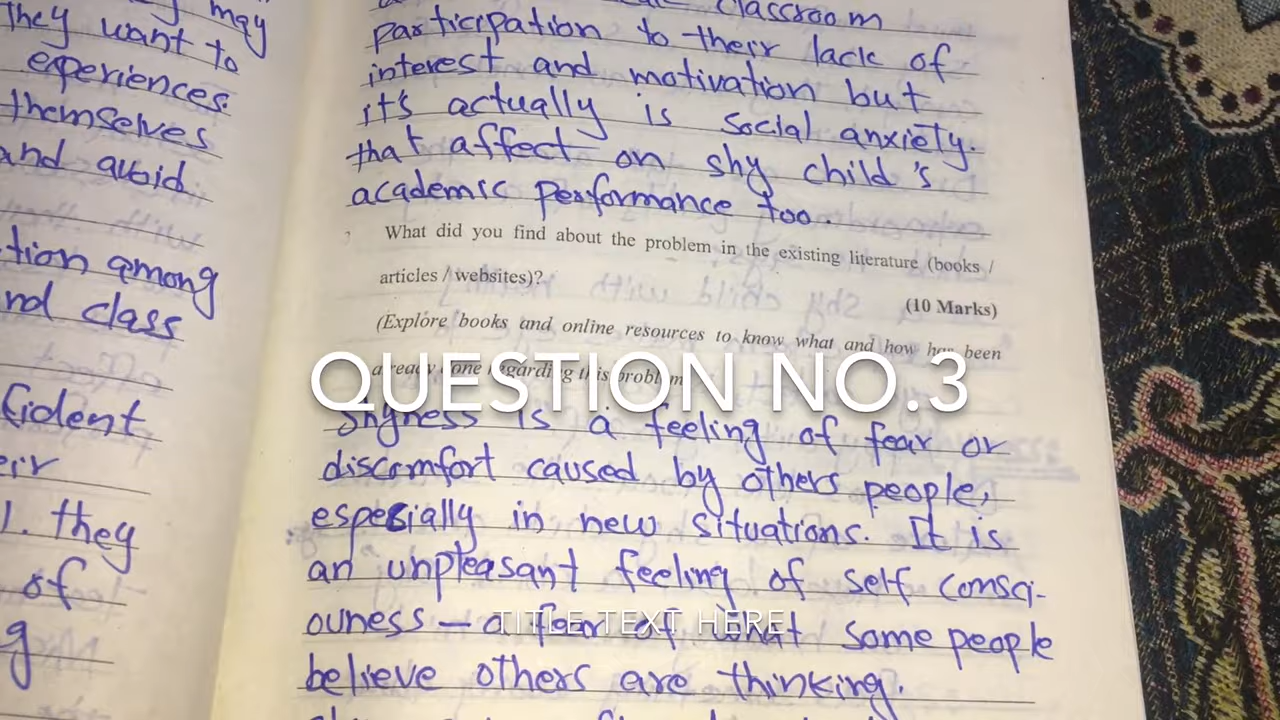 may
they want to
experiences
themselves
and avoid
tion among
nd class
fident
eir
l. they
of
g
classroom
participation to their lack of
interest and motivation but
it's actually is social anxiety.
that affect on shy child's
academic performance too.
What did you find about the problem in the existing literature (books /
articles / websites)?
(10 Marks)
(Explore books and online resources to know what and how has been
already done regarding this problem
QUESTION NO.3
Shyness is a feeling of fear or
discomfort caused by others people,
especially in new situations. It is
an unpleasant feeling of self consci-
ouness — a fear of what some people
TITLE TEXT HERE
believe others are thinking.